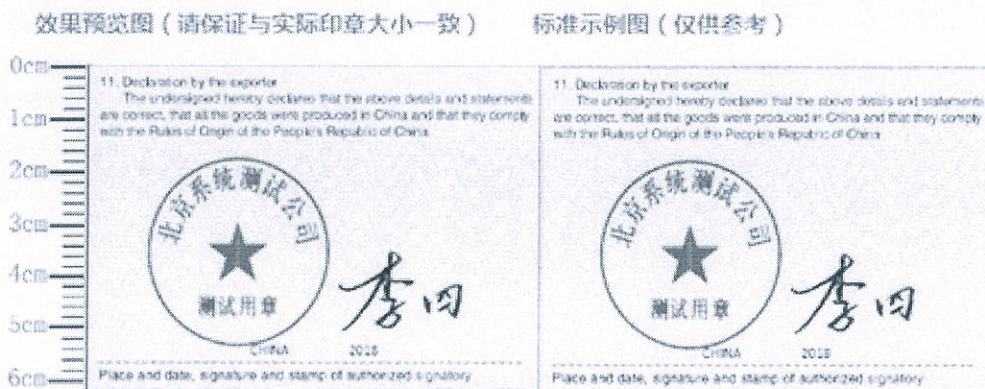 效果预览图（请保证与实际印章大小一致）
标准示例图（仅供参考）
0cm
1cm
2cm
3cm
4cm
5cm
6cm
11. Declaration by the exporter
The undersigned hereby declares that the above details and statements
are correct, that all the goods were produced in China and that they comply
with the Rules of Origin of the People's Republic of China
北京系统测试公司
测试用章
李四
CHINA 2018
Place and date, signature and stamp of authorized signatory
11. Declaration by the exporter
The undersigned hereby declares that the above details and statements
are correct, that all the goods were produced in China and that they comply
with the Rules of Origin of the People's Republic of China
北京系统测试公司
测试用章
李四
CHINA 2018
Place and date, signature and stamp of authorized signatory